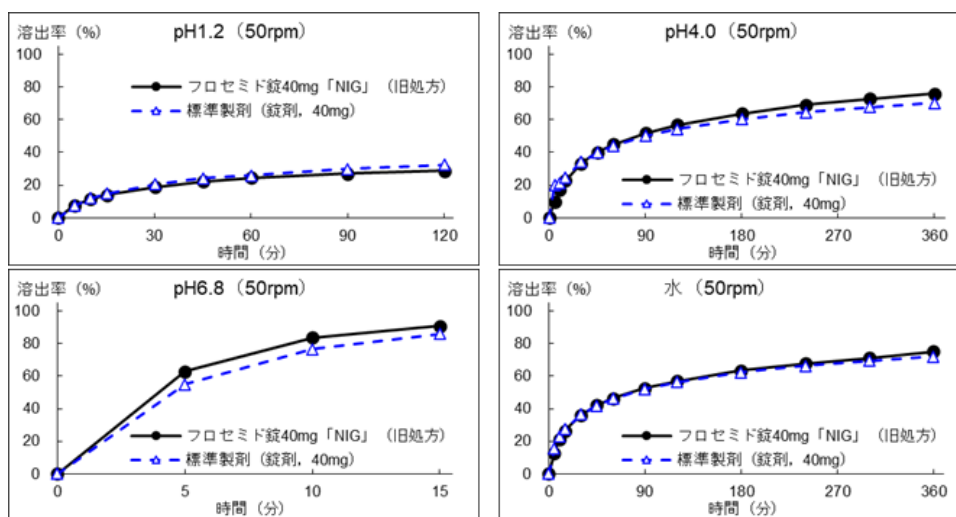 溶出率 (%)
pH1.2 (50rpm)
100
80
60
40
20
0
フロセミド錠40mg「NIG」 (旧処方)
標準製剤 (錠剤, 40mg)
0 30 60 90 120
時間 (分)
溶出率 (%)
pH4.0 (50rpm)
100
80
60
40
20
0
フロセミド錠40mg「NIG」 (旧処方)
標準製剤 (錠剤, 40mg)
0 90 180 270 360
時間 (分)
溶出率 (%)
pH6.8 (50rpm)
100
80
60
40
20
0
フロセミド錠40mg「NIG」 (旧処方)
標準製剤 (錠剤, 40mg)
0 5 10 15
時間 (分)
溶出率 (%)
水 (50rpm)
100
80
60
40
20
0
フロセミド錠40mg「NIG」 (旧処方)
標準製剤 (錠剤, 40mg)
0 90 180 270 360
時間 (分)